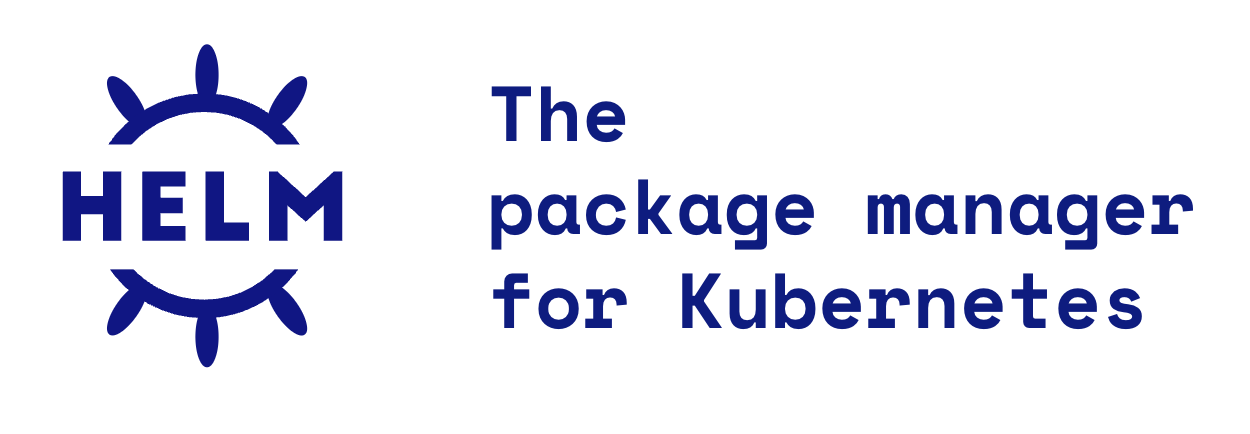 HELM
The
package manager
for Kubernetes